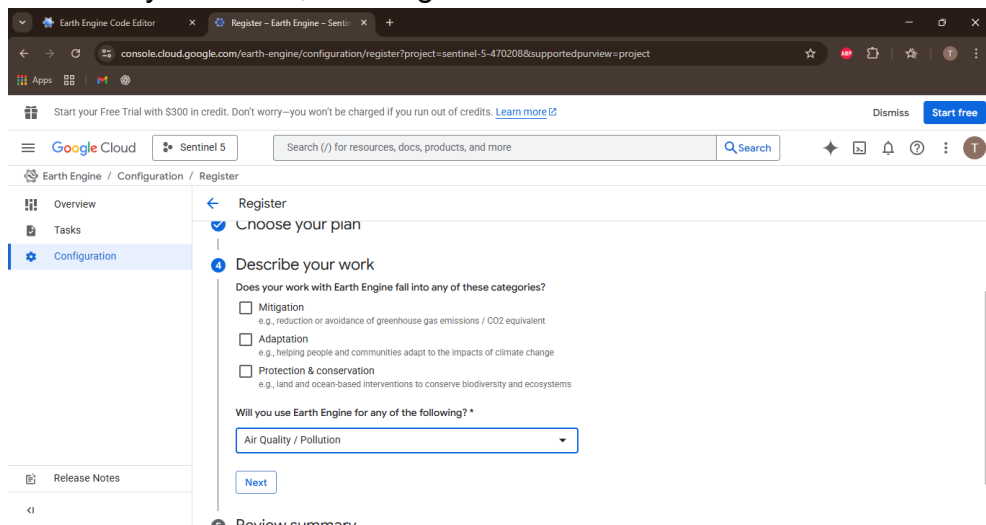 Earth Engine Code Editor
Register – Earth Engine – Sentin
console.cloud.google.com/earth-engine/configuration/register?project=sentinel-5-470208&supportedpurview=project
ABP
T
Apps
Start your Free Trial with $300 in credit. Don't worry—you won't be charged if you run out of credits. Learn more
Dismiss
Start free
Google Cloud
Sentinel 5
Search (/) for resources, docs, products, and more
Search
T
Earth Engine / Configuration / Register
Overview
Tasks
Configuration
Release Notes
Register
Choose your plan
4 Describe your work
Does your work with Earth Engine fall into any of these categories?
Mitigation
e.g., reduction or avoidance of greenhouse gas emissions / CO2 equivalent
Adaptation
e.g., helping people and communities adapt to the impacts of climate change
Protection & conservation
e.g., land and ocean-based interventions to conserve biodiversity and ecosystems
Will you use Earth Engine for any of the following? *
Air Quality / Pollution
Next
5 Review summary